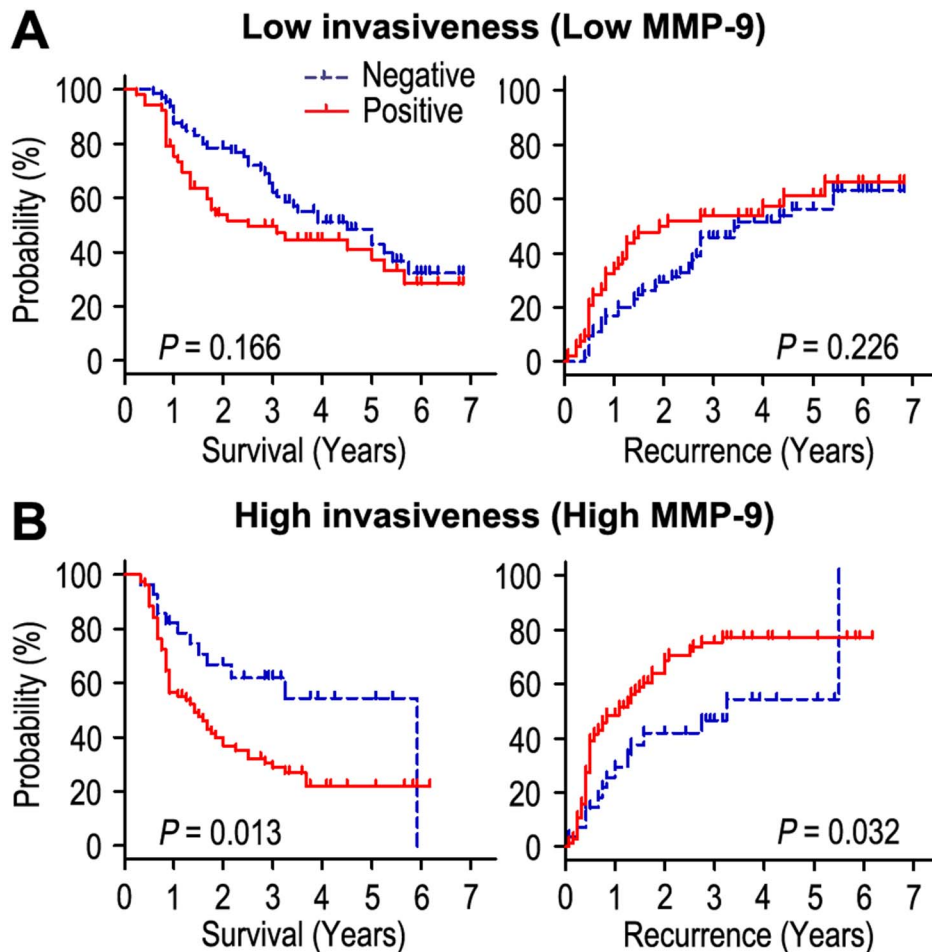 A
Low invasiveness (Low MMP-9)
Negative
Positive
Probability (%)
100
80
60
40
20
0
P = 0.166
0 1 2 3 4 5 6 7
Survival (Years)
100
80
60
40
20
0
P = 0.226
0 1 2 3 4 5 6 7
Recurrence (Years)
B
High invasiveness (High MMP-9)
Probability (%)
100
80
60
40
20
0
P = 0.013
0 1 2 3 4 5 6 7
Survival (Years)
100
80
60
40
20
0
P = 0.032
0 1 2 3 4 5 6 7
Recurrence (Years)